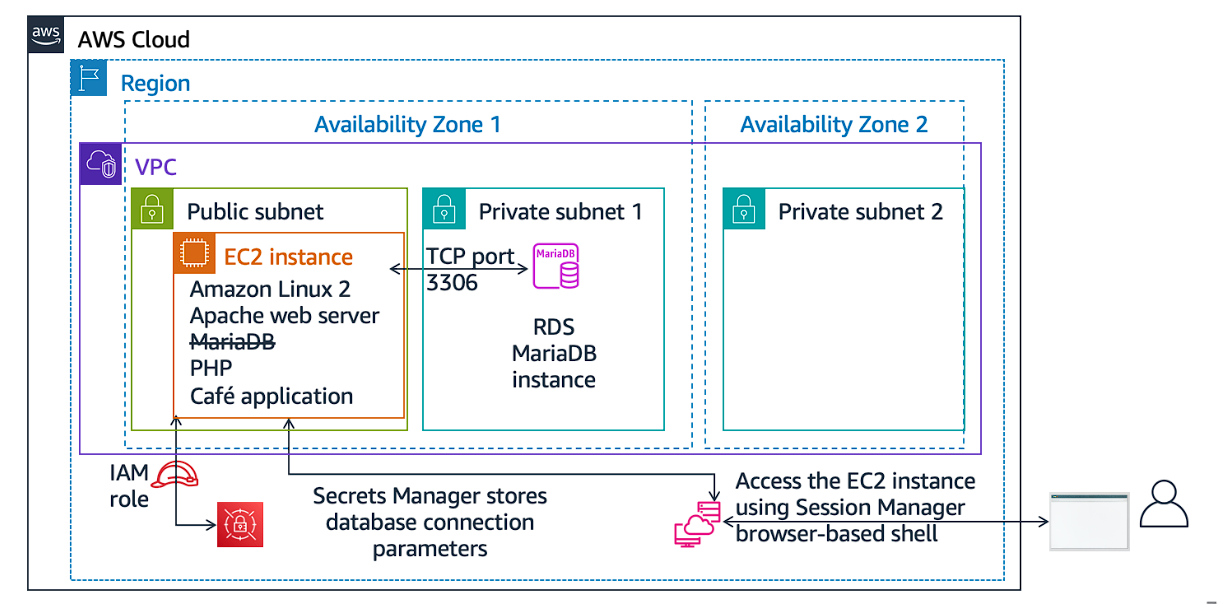 aws
AWS Cloud
Region
Availability Zone 1
Availability Zone 2
VPC
Public subnet
Private subnet 1
Private subnet 2
EC2 instance
Amazon Linux 2
Apache web server
MariaDB
PHP
Café application
TCP port
3306
MariaDB
RDS
MariaDB
instance
IAM
role
Secrets Manager stores
database connection
parameters
Access the EC2 instance
using Session Manager
browser-based shell